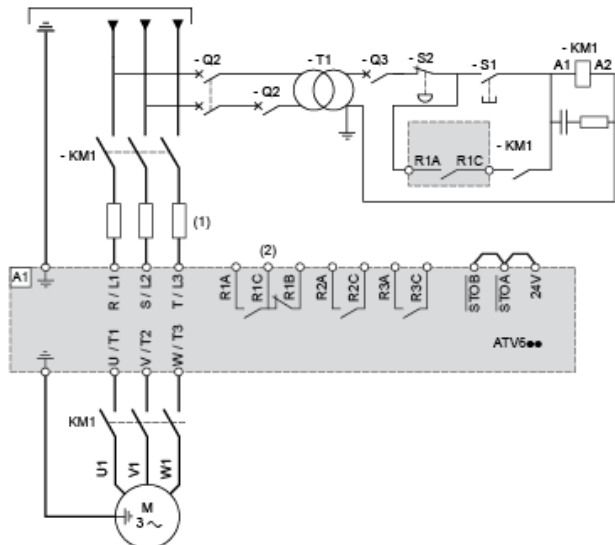 - Q2
- T1
- Q3
- S2
- S1
- KM1
A1
A2
- Q2
- KM1
R1A
R1C
- KM1
(1)
(2)
A1
R / L1
S / L2
T / L3
R1A
R1C
R1B
R2A
R2C
R3A
R3C
STOB
STOA
24V
U / T1
V / T2
W / T3
ATV6●●
KM1
U1
V1
W1
M
3 ~